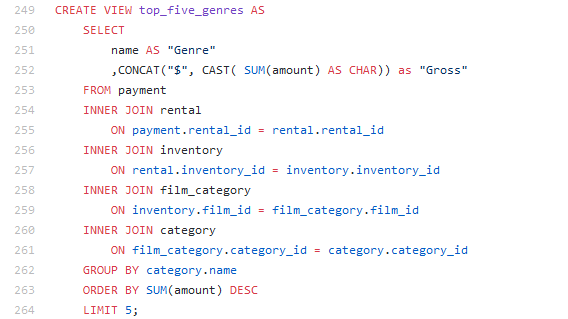 249 CREATE VIEW top_five_genres AS
250 SELECT
251 name AS "Genre"
252 ,CONCAT("$", CAST( SUM(amount) AS CHAR)) as "Gross"
253 FROM payment
254 INNER JOIN rental
255 ON payment.rental_id = rental.rental_id
256 INNER JOIN inventory
257 ON rental.inventory_id = inventory.inventory_id
258 INNER JOIN film_category
259 ON inventory.film_id = film_category.film_id
260 INNER JOIN category
261 ON film_category.category_id = category.category_id
262 GROUP BY category.name
263 ORDER BY SUM(amount) DESC
264 LIMIT 5;